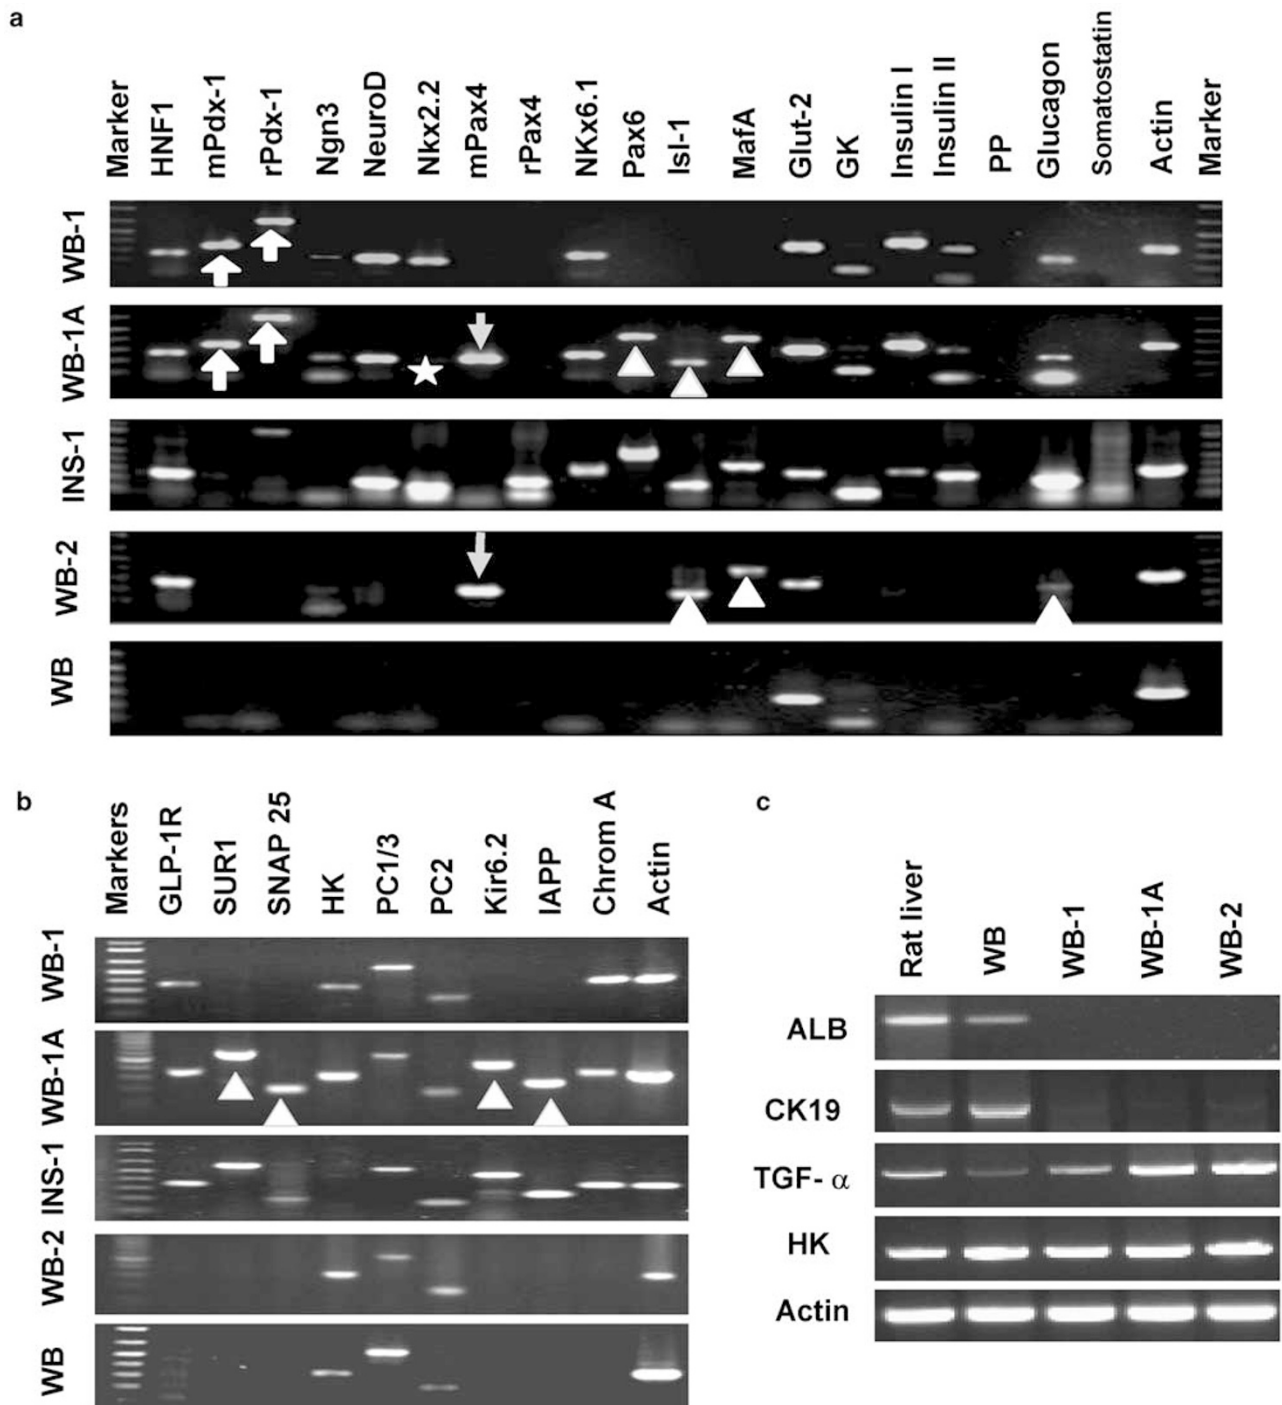 a
Marker HNF1 mPdx-1 rPdx-1 Ngn3 NeuroD Nkx2.2 mPax4 rPax4 NKx6.1 Pax6 Isl-1 MafA Glut-2 GK Insulin I Insulin II PP Glucagon Somatostatin Actin Marker
WB-1
WB-1A
INS-1
WB-2
WB
b
Markers GLP-1R SUR1 SNAP 25 HK PC1/3 PC2 Kir6.2 IAPP Chrom A Actin
WB-1
WB-1A
INS-1
WB-2
WB
c
Rat liver WB WB-1 WB-1A WB-2
ALB
CK19
TGF- α
HK
Actin